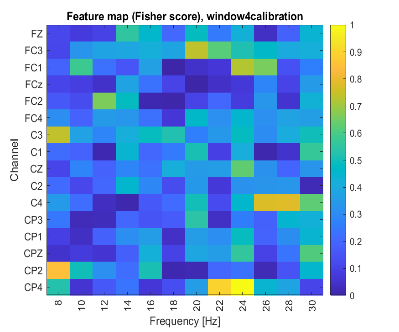 Feature map (Fisher score), window4calibration
Channel
FZ
FC3
FC1
FCz
FC2
FC4
C3
C1
CZ
C2
C4
CP3
CP1
CPZ
CP2
CP4
8 10 12 14 16 18 20 22 24 26 28 30
Frequency [Hz]
1
0.9
0.8
0.7
0.6
0.5
0.4
0.3
0.2
0.1
0